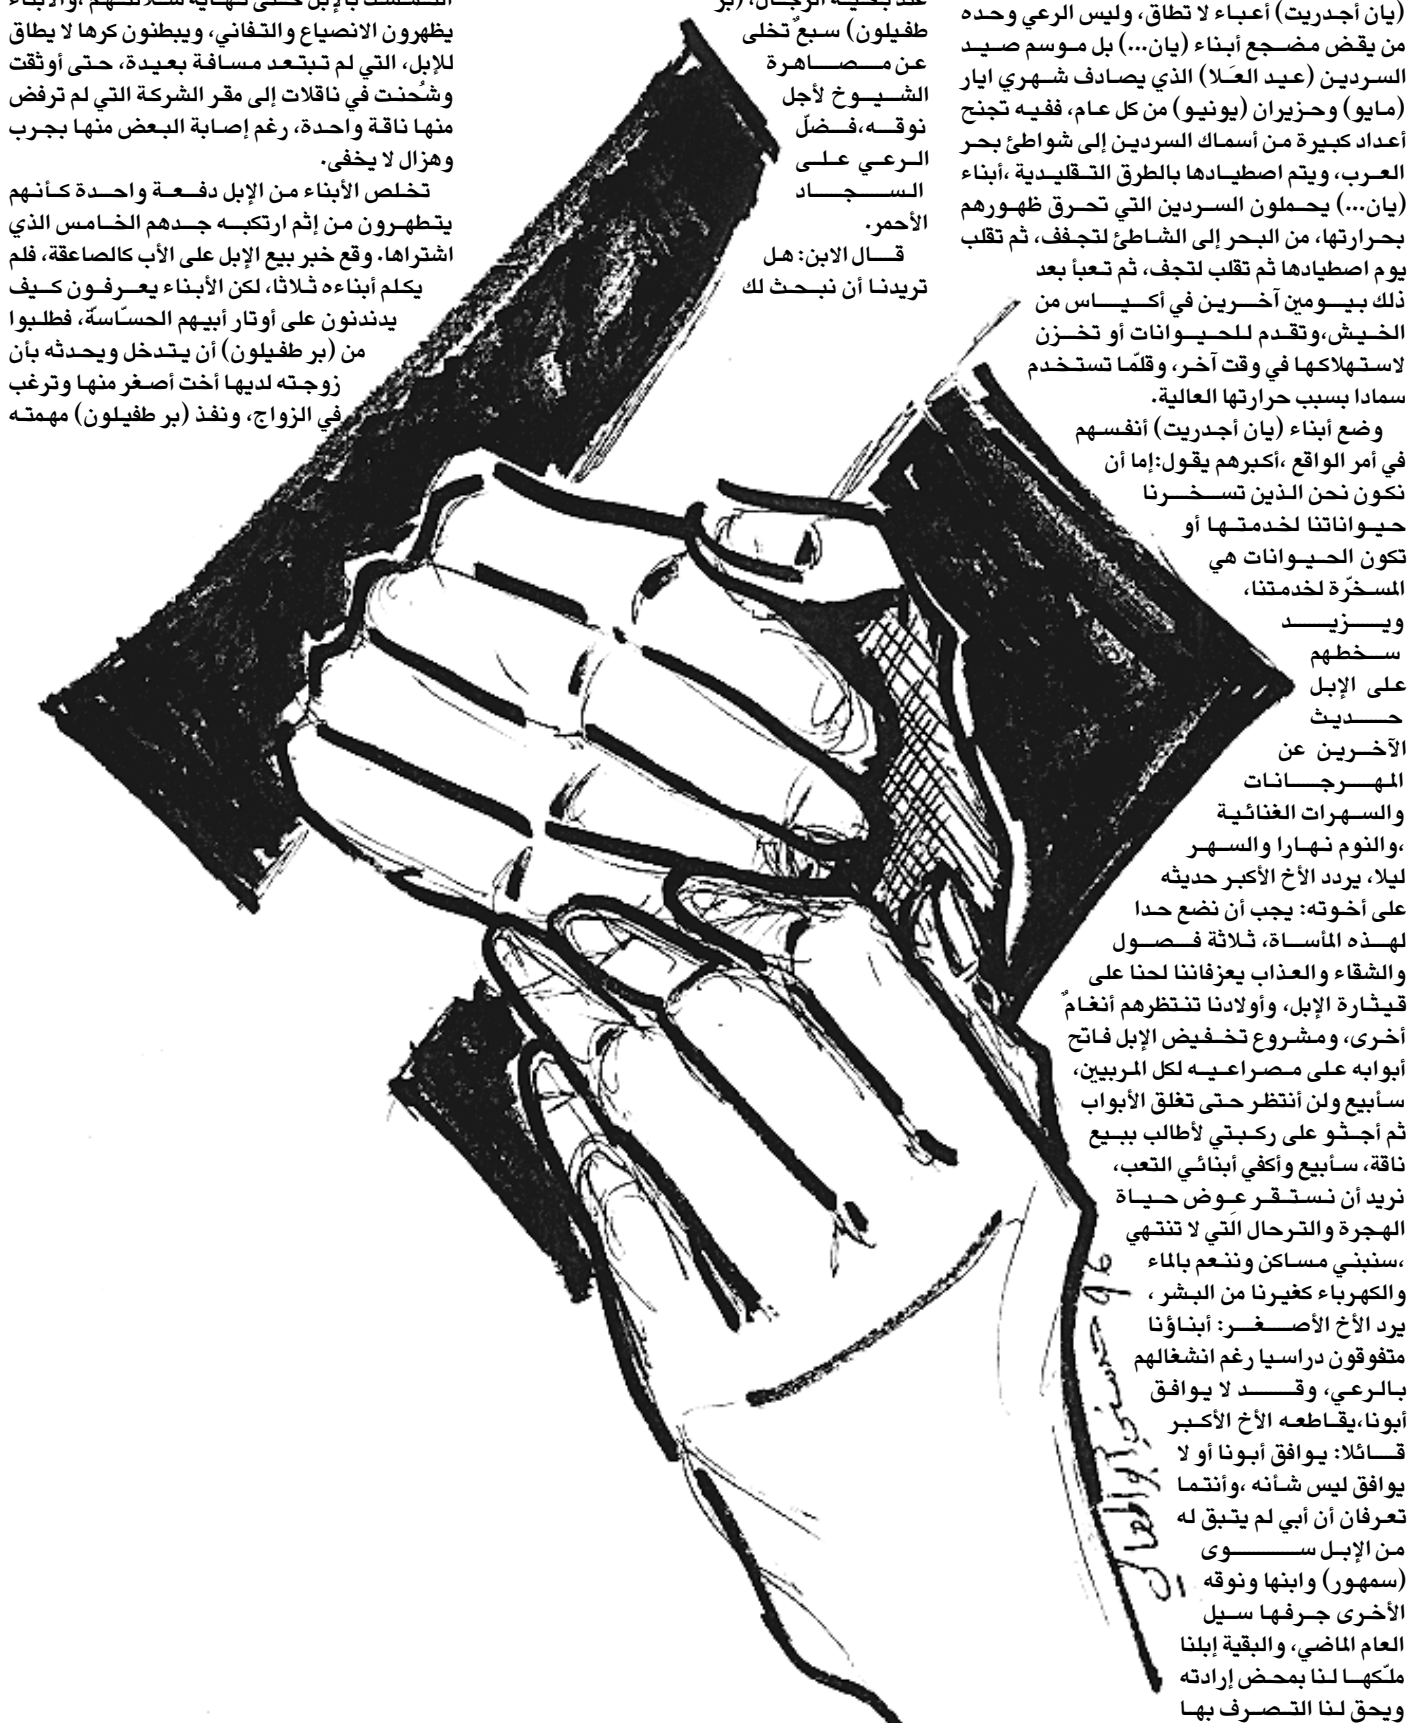 (يان أجدريت) أعباء لا تطاق، وليس الرعي وحده
من يقض مضجع أبناء (يان...) بل موسم صيد
السردين (عيد العَلا) الذي يصادف شهري ايار
(مايو) وحزيران (يونيو) من كل عام، ففيه تجنح
أعداد كبيرة من أسماك السردين إلى شواطئ بحر
العرب، ويتم اصطيادها بالطرق التقليدية ،أبناء
(يان...) يحملون السردين التي تحرق ظهورهم
بحرارتها، من البحر إلى الشاطئ لتجفف، ثم تقلب
يوم اصطيادها ثم تقلب لتجف، ثم تعبأ بعد
ذلك بيومين آخرين في أكياس من
الخيش،وتقدم للحيوانات أو تخزن
لاستهلاكها في وقت آخر، وقلّما تستخدم
سمادا بسبب حرارتها العالية.
وضع أبناء (يان أجدريت) أنفسهم
في أمر الواقع ،أكبرهم يقول:إما أن
نكون نحن الذين تسخرنا
حيواناتنا لخدمتها أو
تكون الحيوانات هي
المسخرّة لخدمتنا،
ويزيد
سخطهم
على الإبل
حديث
الآخرين عن
المهرجانات
والسهرات الغنائية
،والنوم نهارا والسهر
ليلا، يردد الأخ الأكبر حديثه
على أخوته: يجب أن نضع حدا
لهذه المأساة، ثلاثة فصول
والشقاء والعذاب يعزفاننا لحنا على
قيثارة الإبل، وأولادنا تنتظرهم أنغامٌ
أخرى، ومشروع تخفيض الإبل فاتح
أبوابه على مصراعيه لكل المربيين،
سأبيع ولن أنتظر حتى تغلق الأبواب
ثم أجثو على ركبتي لأطالب ببيع
ناقة، سأبيع وأكفي أبنائي التعب،
نريد أن نستقر عِوض حياة
الهجرة والترحال التي لا تنتهي
،سنبني مساكن وننعم بالماء
والكهرباء كغيرنا من البشر ،
يرد الأخ الأصغر: أبناؤنا
متفوقون دراسيا رغم انشغالهم
بالرعي، وقد لا يوافق
أبونا،يقاطعه الأخ الأكبر
قائلا: يوافق أبونا أو لا
يوافق ليس شأنه ،وأنتما
تعرفان أن أبي لم يتبق له
من الإبل سوى
(سمهور) وابنها ونوقه
الأخرى جرفها سيل
العام الماضي، والبقية إبلنا
ملّكها لنا بمحض إرادته
ويحق لنا التصرف بها
طفيلون) سبعٌ تخلى
عن مصاهرة
الشيوخ لأجل
نوقه،فضلّ
الرعي على
السجاد
الأحمر.
قال الابن: هل
تريدنا أن نبحث لك
يظهرون الانصياع والتفاني، ويبطنون كرها لا يطاق
للإبل، التي لم تبتعد مسافة بعيدة، حتى أوثقت
وشُحنت في ناقلات إلى مقر الشركة التي لم ترفض
منها ناقة واحدة، رغم إصابة البعض منها بجرب
وهزال لا يخفى.
تخلص الأبناء من الإبل دفعة واحدة كأنهم
يتطهرون من إثم ارتكبه جدهم الخامس الذي
اشتراها. وقع خبر بيع الإبل على الأب كالصاعقة، فلم
يكلم أبناءه ثلاثا، لكن الأبناء يعرفون كيف
يدندنون على أوتار أبيهم الحسّاسة، فطلبوا
من (بر طفيلون) أن يتدخل ويحدثه بأن
زوجته لديها أخت أصغر منها وترغب
في الزواج، ونفذ (بر طفيلون) مهمته